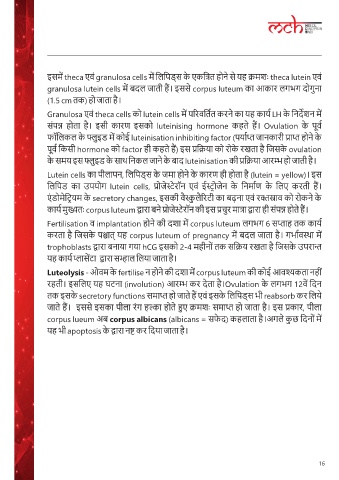 mch
इसमें theca एवं granulosa cells में लिपिड्स के एकत्रित होने से यह क्रमशः theca lutein एवं
granulosa lutein cells में बदल जाती हैं। इससे corpus luteum का आकार लगभग दोगुना
(1.5 cm तक) हो जाता है।
Granulosa एवं theca cells को lutein cells में परिवर्तित करने का यह कार्य LH के निर्देशन में
संपन्न होता है। इसी कारण इसको luteinising hormone कहते हैं। Ovulation के पूर्व
फॉलिकल के फ्लुइड में कोई luteinisation inhibiting factor (पर्याप्त जानकारी प्राप्त होने के
पूर्व किसी hormone को factor ही कहते हैं) इस प्रक्रिया को रोके रखता है जिसके ovulation
के समय इस फ्लुइड के साथ निकल जाने के बाद luteinisation की प्रक्रिया आरम्भ हो जाती है।
Lutein cells का पीलापन, लिपिड्स के जमा होने के कारण ही होता है (lutein = yellow)। इस
लिपिड का उपयोग lutein cells, प्रोजेस्टेरॉन एवं ईस्ट्रोजेन के निर्माण के लिए करती हैं।
एंडोमेट्रियम के secretory changes, इसकी वैस्कुलैरिटी का बढ़ना एवं रक्तस्राव को रोकने के
कार्य मुख्यतः corpus luteum द्वारा बने प्रोजेस्टेरॉन की इस प्रचुर मात्रा द्वारा ही संपन्न होते हैं।
Fertilisation व implantation होने की दशा में corpus luteum लगभग 6 सप्ताह तक कार्य
करता है जिसके पश्चात् यह corpus luteum of pregnancy में बदल जाता है। गर्भावस्था में
trophoblasts द्वारा बनाया गया hCG इसको 2-4 महीनों तक सक्रिय रखता है जिसके उपरान्त
यह कार्य प्लासेंटा द्वारा सम्हाल लिया जाता है।
Luteolysis - ओवम के fertilise न होने की दशा में corpus luteum की कोई आवश्यकता नहीं
रहती। इसलिए यह घटना (involution) आरम्भ कर देता है।Ovulation के लगभग 12वें दिन
तक इसके secretory functions समाप्त हो जाते हैं एवं इसके लिपिड्स भी reabsorb कर लिये
जाते हैं। इससे इसका पीला रंग हल्का होते हुए क्रमशः समाप्त हो जाता है। इस प्रकार, पीला
corpus lueum अब corpus albicans (albicans = सफेद) कहलाता है।अगले कुछ दिनों में
यह भी apoptosis के द्वारा नष्ट कर दिया जाता है।
16